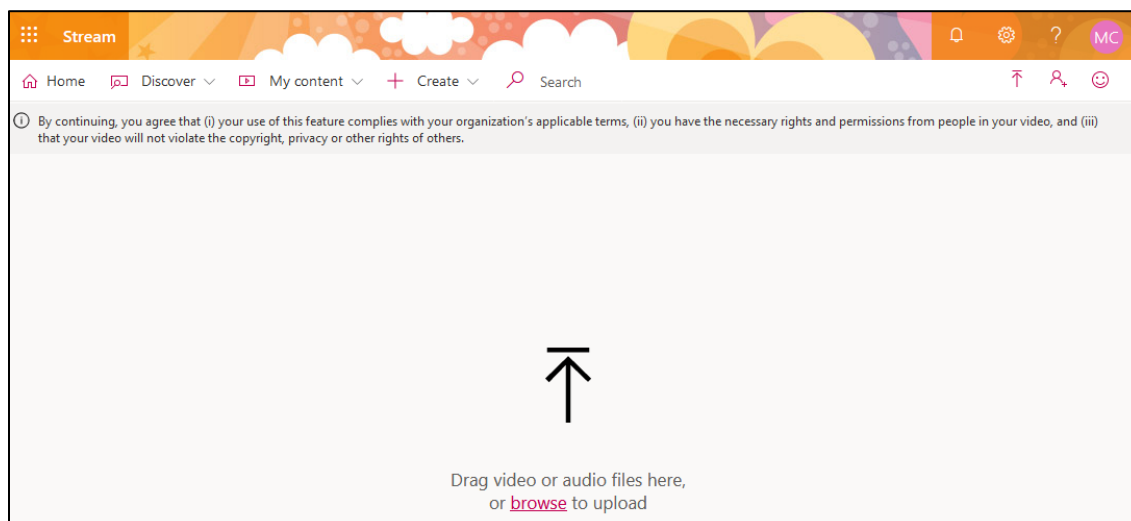 Stream
? MC
Home Discover My content Create Search
By continuing, you agree that (i) your use of this feature complies with your organization's applicable terms, (ii) you have the necessary rights and permissions from people in your video, and (iii)
that your video will not violate the copyright, privacy or other rights of others.
Drag video or audio files here,
or browse to upload